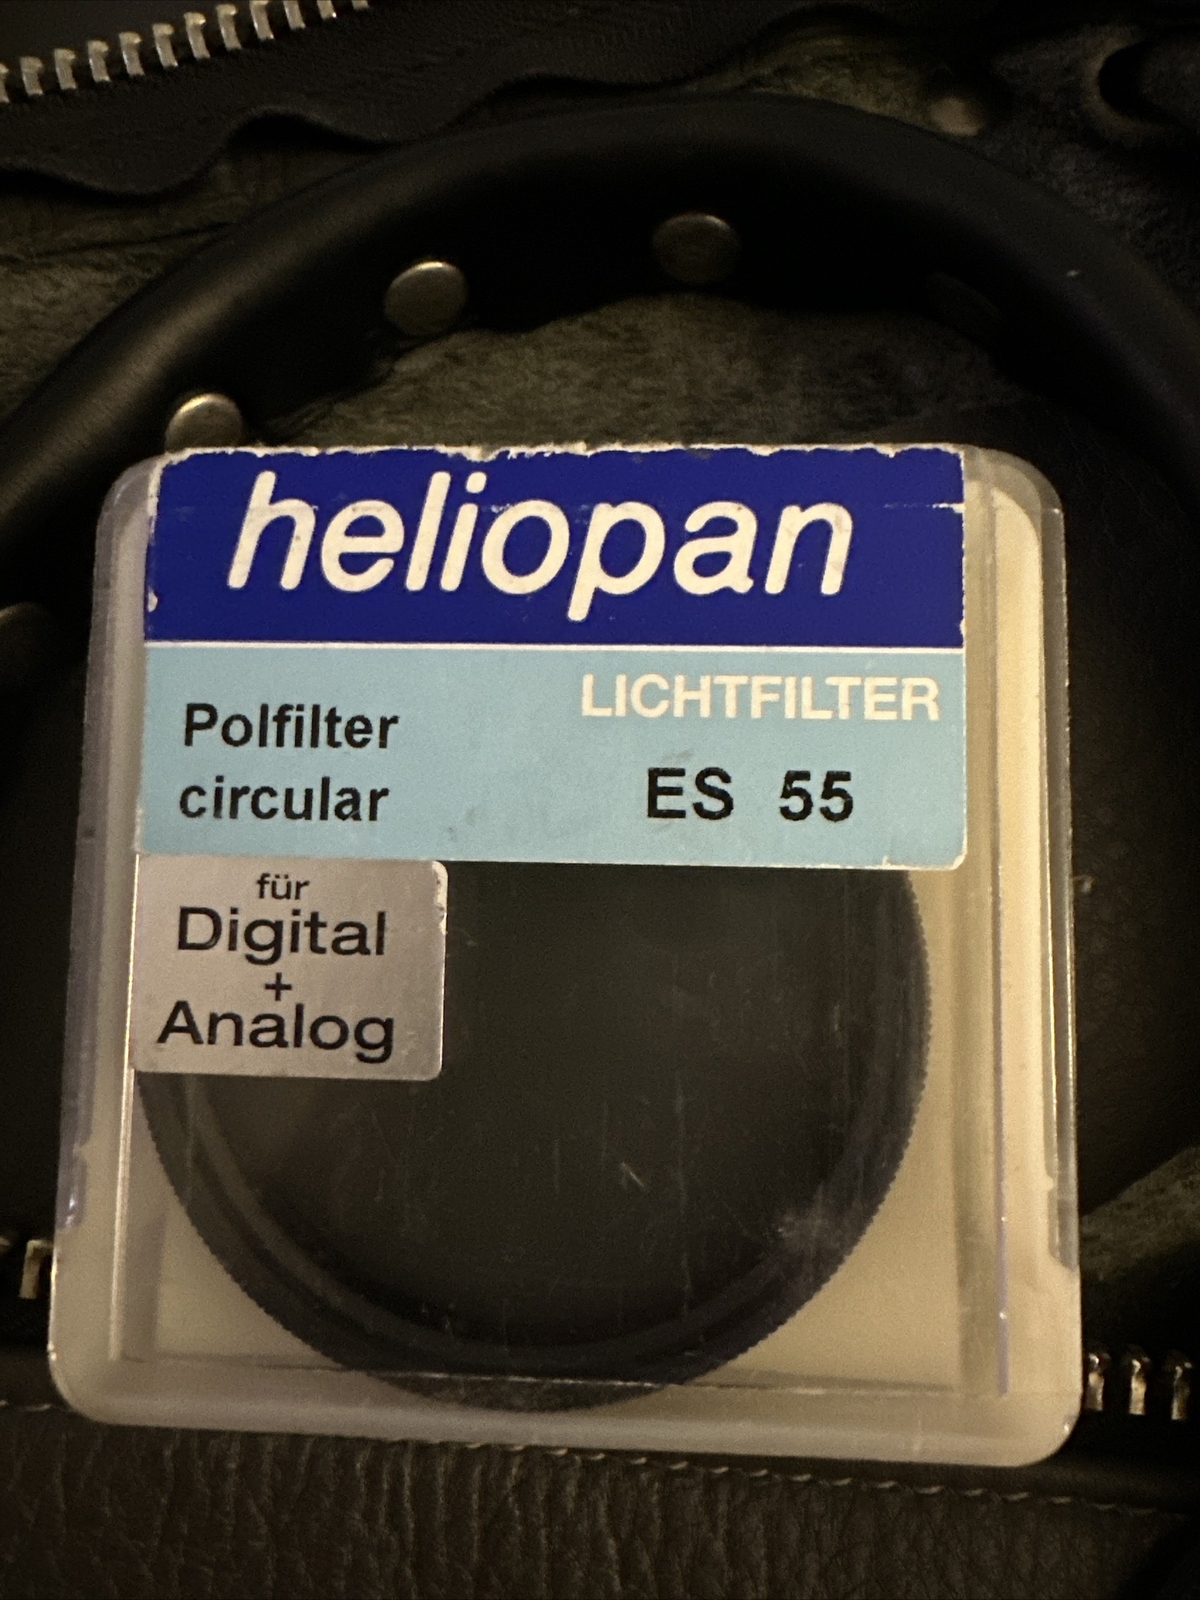 heliopan
LICHTFILTER
Polfilter
circular
ES 55
für
Digital
+
Analog